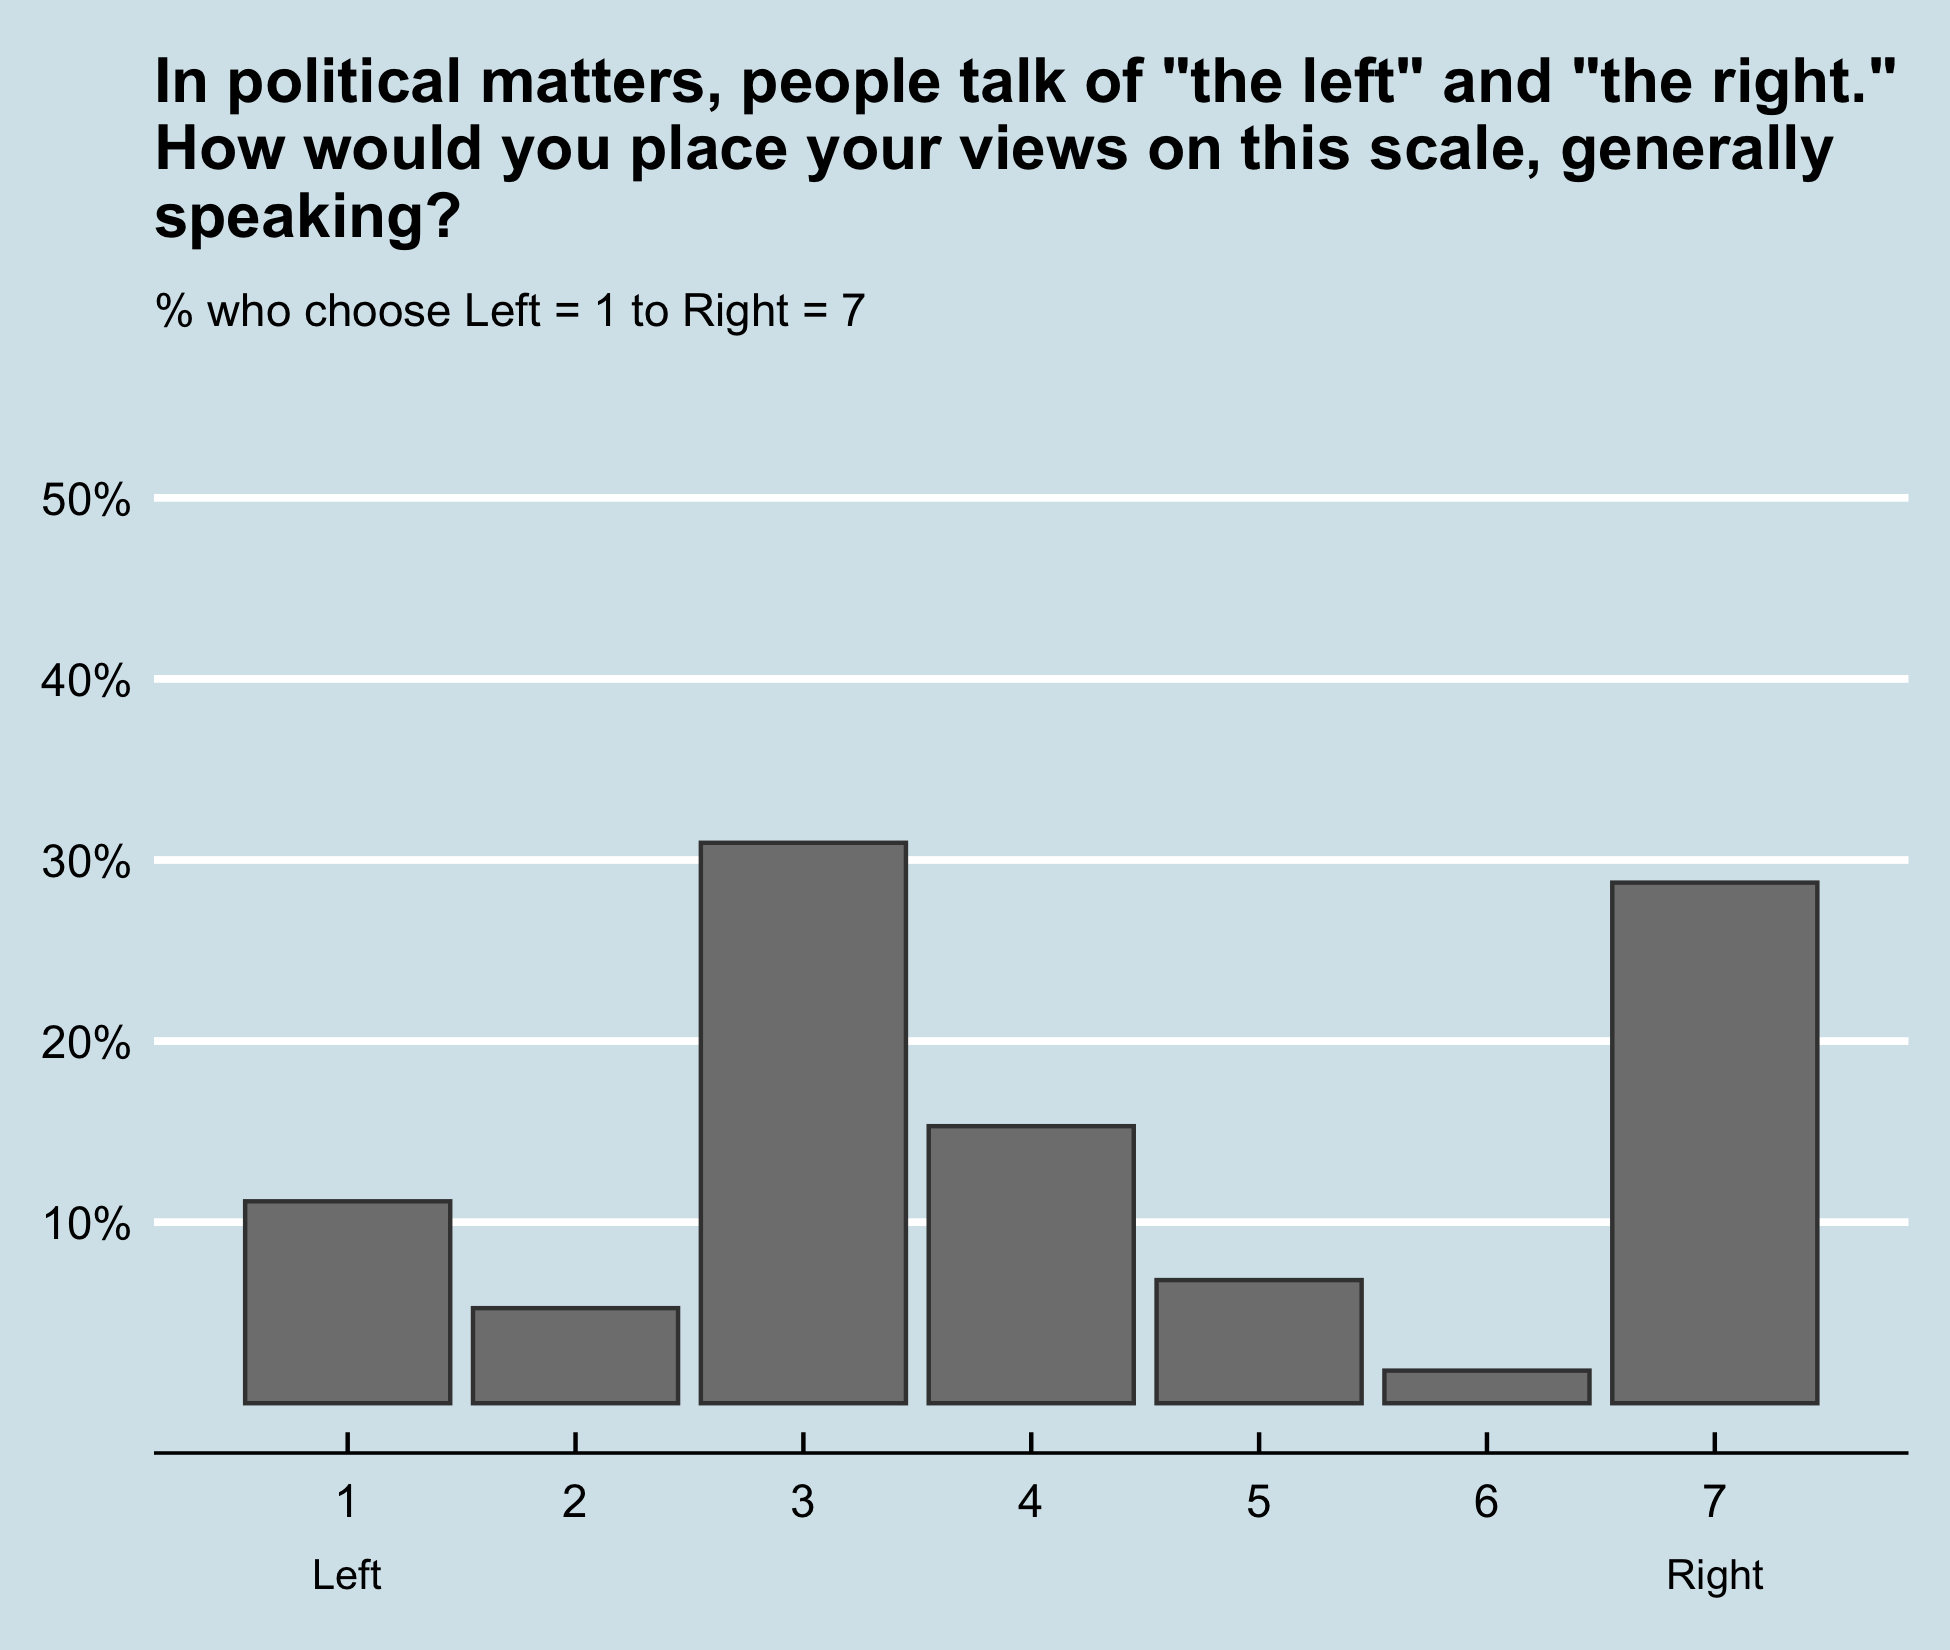 In political matters, people talk of "the left" and "the right."
How would you place your views on this scale, generally
speaking?
% who choose Left = 1 to Right = 7
50%
40%
30%
20%
10%
1 2 3 4 5 6 7
Left Right